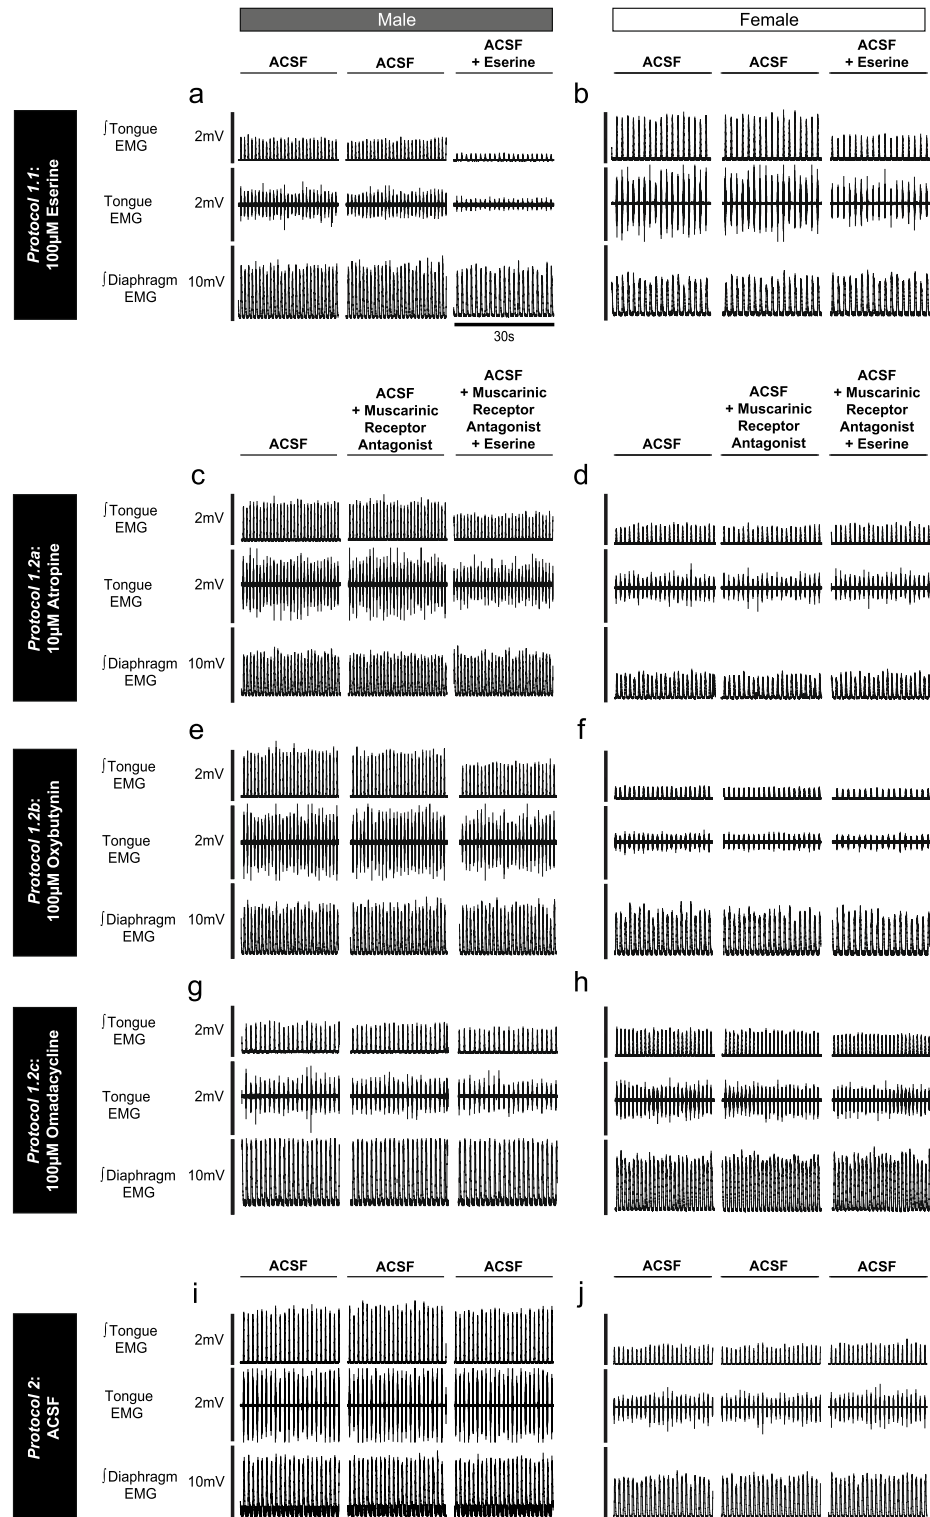 Male
Female
ACSF
ACSF
ACSF
+ Eserine
ACSF
ACSF
ACSF
+ Eserine
a
b
Protocol 1.1:
100µM Eserine
∫Tongue
EMG
2mV
Tongue
EMG
2mV
∫Diaphragm
EMG
10mV
30s
ACSF
ACSF
+ Muscarinic
Receptor
Antagonist
ACSF
+ Muscarinic
Receptor
Antagonist
+ Eserine
ACSF
ACSF
+ Muscarinic
Receptor
Antagonist
ACSF
+ Muscarinic
Receptor
Antagonist
+ Eserine
c
d
Protocol 1.2a:
10µM Atropine
∫Tongue
EMG
2mV
Tongue
EMG
2mV
∫Diaphragm
EMG
10mV
e
f
Protocol 1.2b:
100µM Oxybutynin
∫Tongue
EMG
2mV
Tongue
EMG
2mV
∫Diaphragm
EMG
10mV
g
h
Protocol 1.2c:
100µM Omadacycline
∫Tongue
EMG
2mV
Tongue
EMG
2mV
∫Diaphragm
EMG
10mV
ACSF
ACSF
ACSF
ACSF
ACSF
ACSF
i
j
Protocol 2:
ACSF
∫Tongue
EMG
2mV
Tongue
EMG
2mV
∫Diaphragm
EMG
10mV